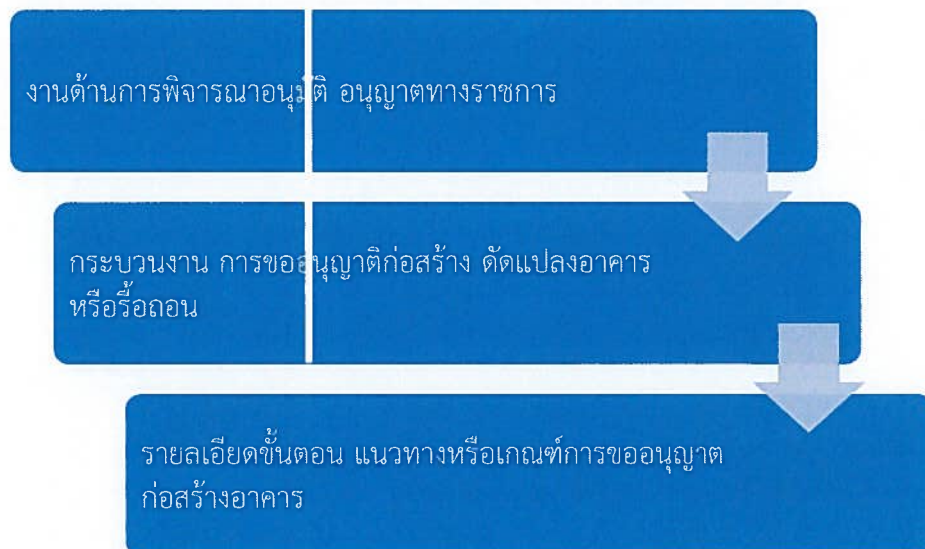 งานด้านการพิจารณาอนุมัติ อนุญาตทางราชการ
กระบวนงาน การขออนุญาติก่อสร้าง ดัดแปลงอาคาร
หรือรื้อถอน
รายลเอียดขั้นตอน แนวทางหรือเกณฑ์การขออนุญาต
ก่อสร้างอาคาร